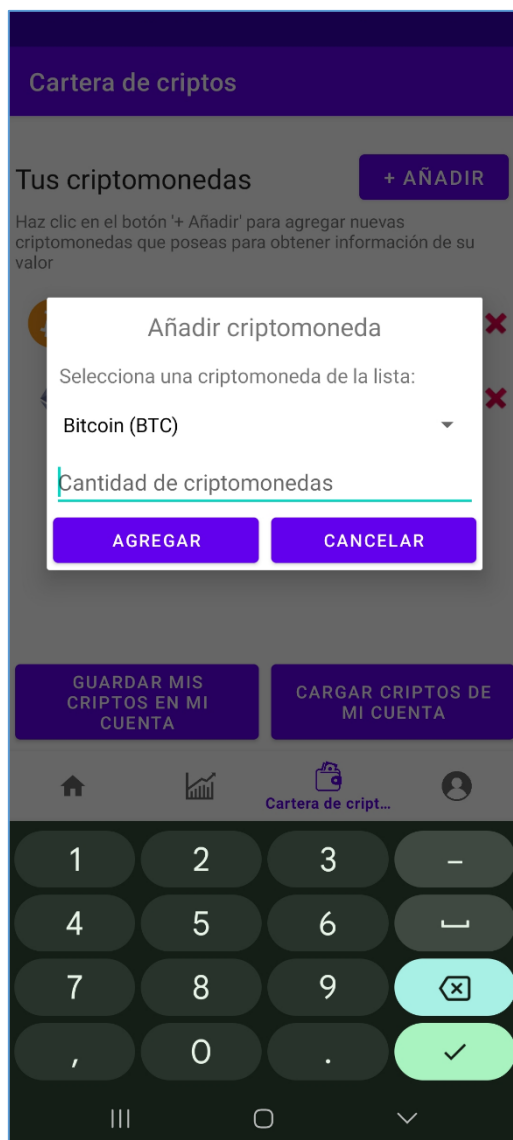 Cartera de criptos
Tus criptomonedas
+ AÑADIR
Haz clic en el botón '+ Añadir' para agregar nuevas
criptomonedas que poseas para obtener información de su
valor
Añadir criptomoneda
Selecciona una criptomoneda de la lista:
Bitcoin (BTC)
Cantidad de criptomonedas
AGREGAR
CANCELAR
GUARDAR MIS
CRIPTOS EN MI
CUENTA
CARGAR CRIPTOS DE
MI CUENTA
Cartera de cript...
1 2 3 –
4 5 6
7 8 9
, 0 .